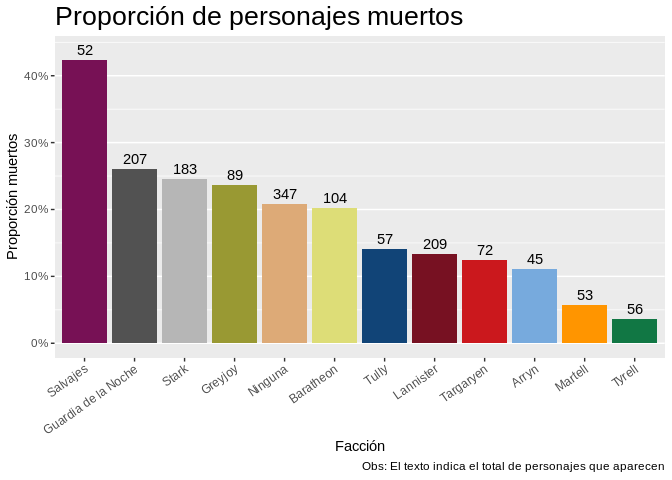 Proporción de personajes muertos
Proporción muertos
40%
30%
20%
10%
0%
52
207
183
89
347
104
57
209
72
45
53
56
Salvajes
Guardia de la Noche
Stark
Greyjoy
Ninguna
Baratheon
Tully
Lannister
Targaryen
Arryn
Martell
Tyrell
Facción
Obs: El texto indica el total de personajes que aparecen